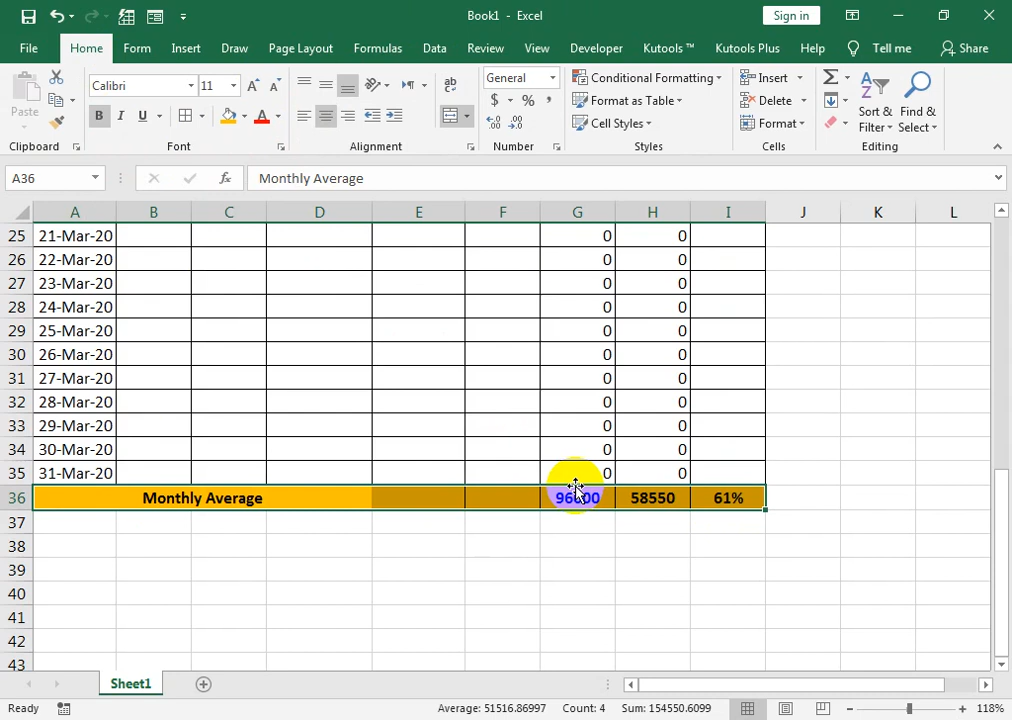 Book1 - Excel
Sign in
File Home Form Insert Draw Page Layout Formulas Data Review View Developer Kutools ™ Kutools Plus Help Tell me Share
Paste
Calibri 11
B I U
ab
General
$ % ,
Conditional Formatting
Format as Table
Cell Styles
Insert
Delete
Format
Sort & Filter
Find & Select
Clipboard Font Alignment Number Styles Cells Editing
A36 fx Monthly Average
A B C D E F G H I J K L
25 21-Mar-20 0 0
26 22-Mar-20 0 0
27 23-Mar-20 0 0
28 24-Mar-20 0 0
29 25-Mar-20 0 0
30 26-Mar-20 0 0
31 27-Mar-20 0 0
32 28-Mar-20 0 0
33 29-Mar-20 0 0
34 30-Mar-20 0 0
35 31-Mar-20 0 0
36 Monthly Average 96000 58550 61%
37
38
39
40
41
42
43
Sheet1
Ready Average: 51516.86997 Count: 4 Sum: 154550.6099 118%